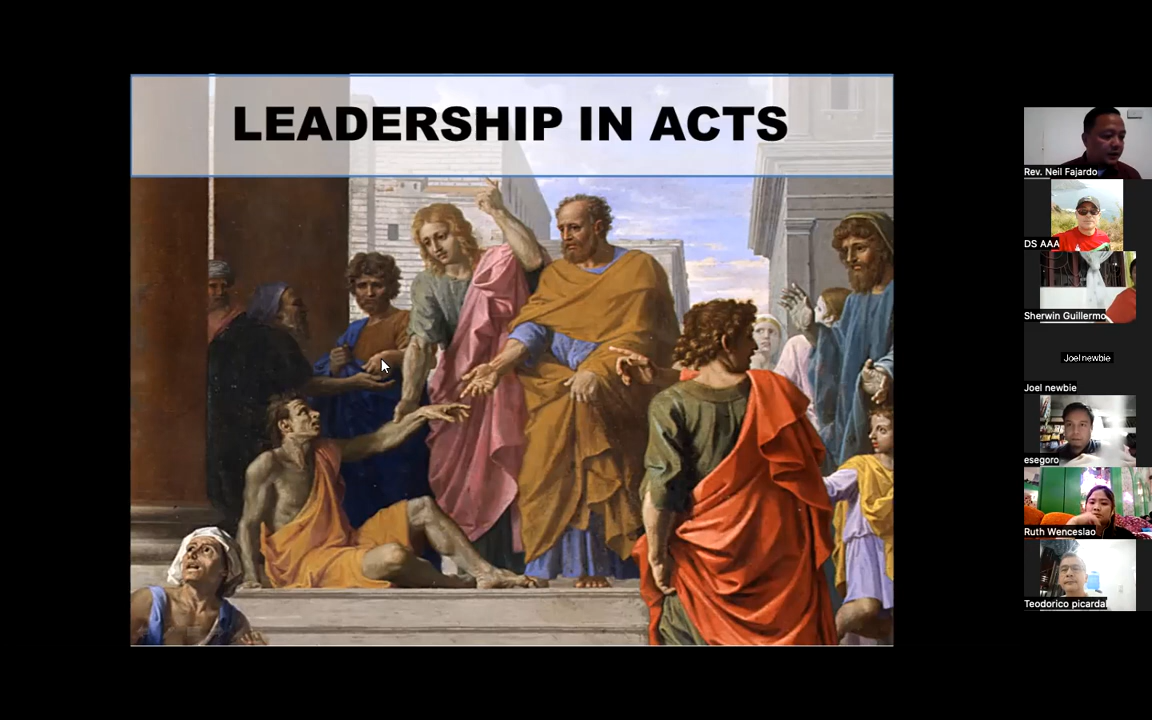 LEADERSHIP IN ACTS
Rev. Neil Fajardo
DS AAA
Sherwin Guillermo
Joel newbie
Joel newbie
esegoro
Ruth Wenceslao
Teodorico picardal